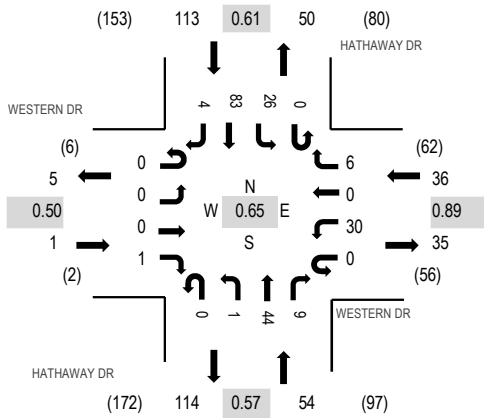 (153) 113 0.61 50 (80)
HATHAWAY DR
WESTERN DR
4 83 26 0
(6) 0 6 (62)
5 0 0 36
N
0.50 W 0.65 E 0.89
S
1 0 30 35
(2) 1 0 (56)
0 1 44 9
WESTERN DR
HATHAWAY DR
(172) 114 0.57 54 (97)